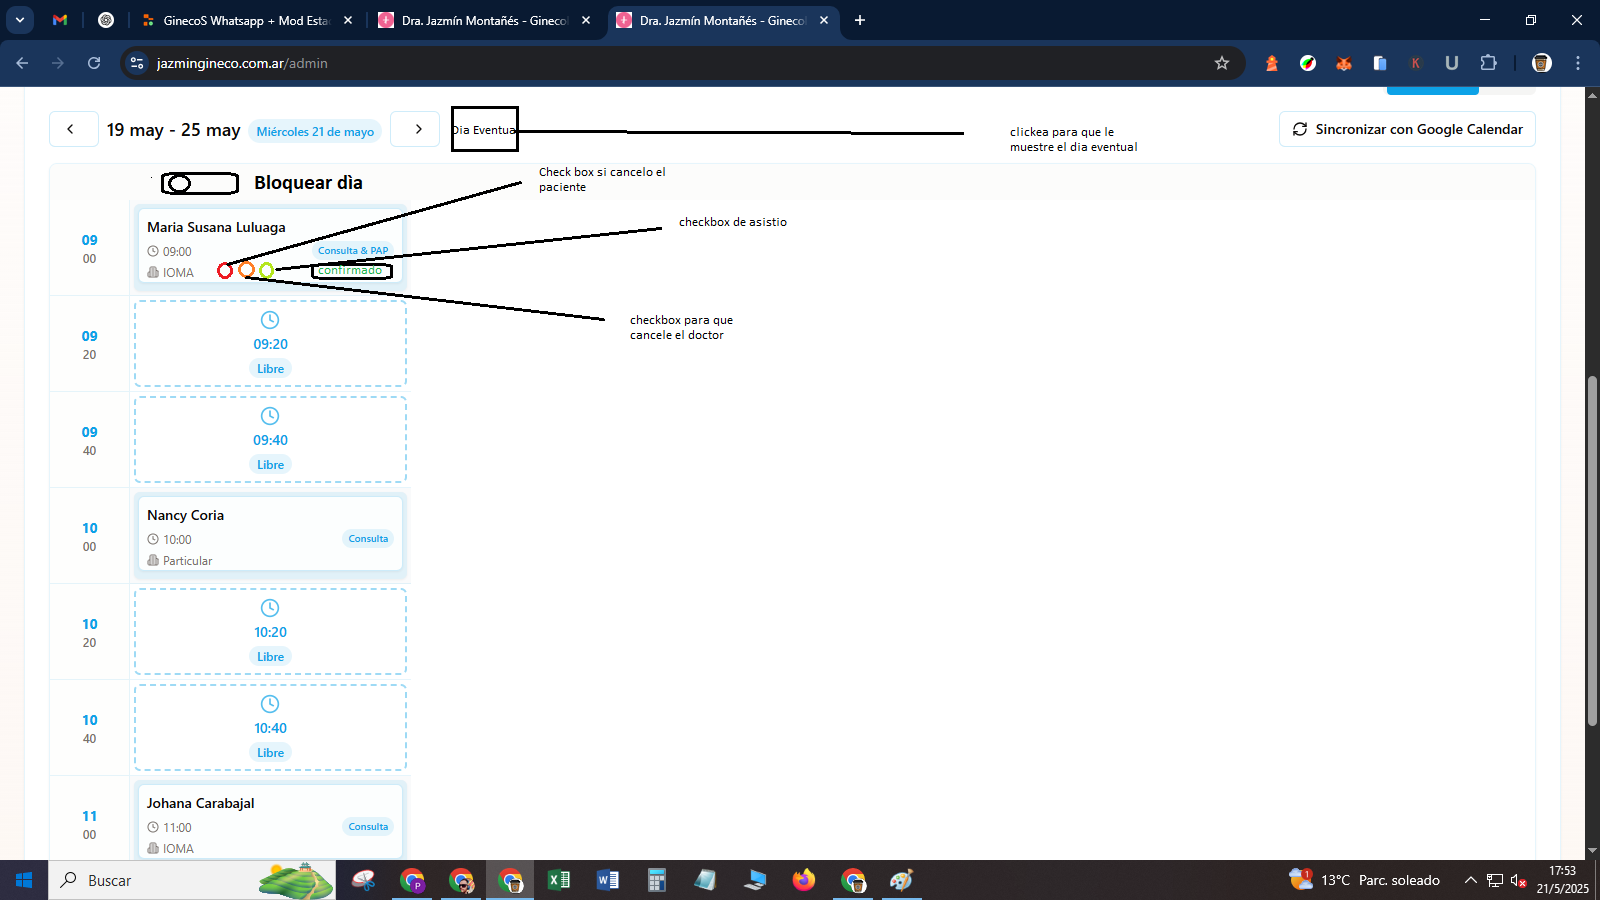 GinecoS Whatsapp + Mod Esta
Dra. Jazmín Montañés - Gineco
Dra. Jazmín Montañés - Gineco
jazmingineco.com.ar/admin
19 may - 25 may
Miércoles 21 de mayo
Dia Eventua
clickea para que le
muestre el dia eventual
Sincronizar con Google Calendar
Bloquear dìa
Check box si cancelo el
paciente
checkbox de asistio
checkbox para que
cancele el doctor
09
00
Maria Susana Luluaga
09:00
Consulta & PAP
IOMA
confirmado
09
20
09:20
Libre
09
40
09:40
Libre
10
00
Nancy Coria
10:00
Consulta
Particular
10
20
10:20
Libre
10
40
10:40
Libre
11
00
Johana Carabajal
11:00
Consulta
IOMA
Buscar
13°C Parc. soleado
17:53
21/5/2025